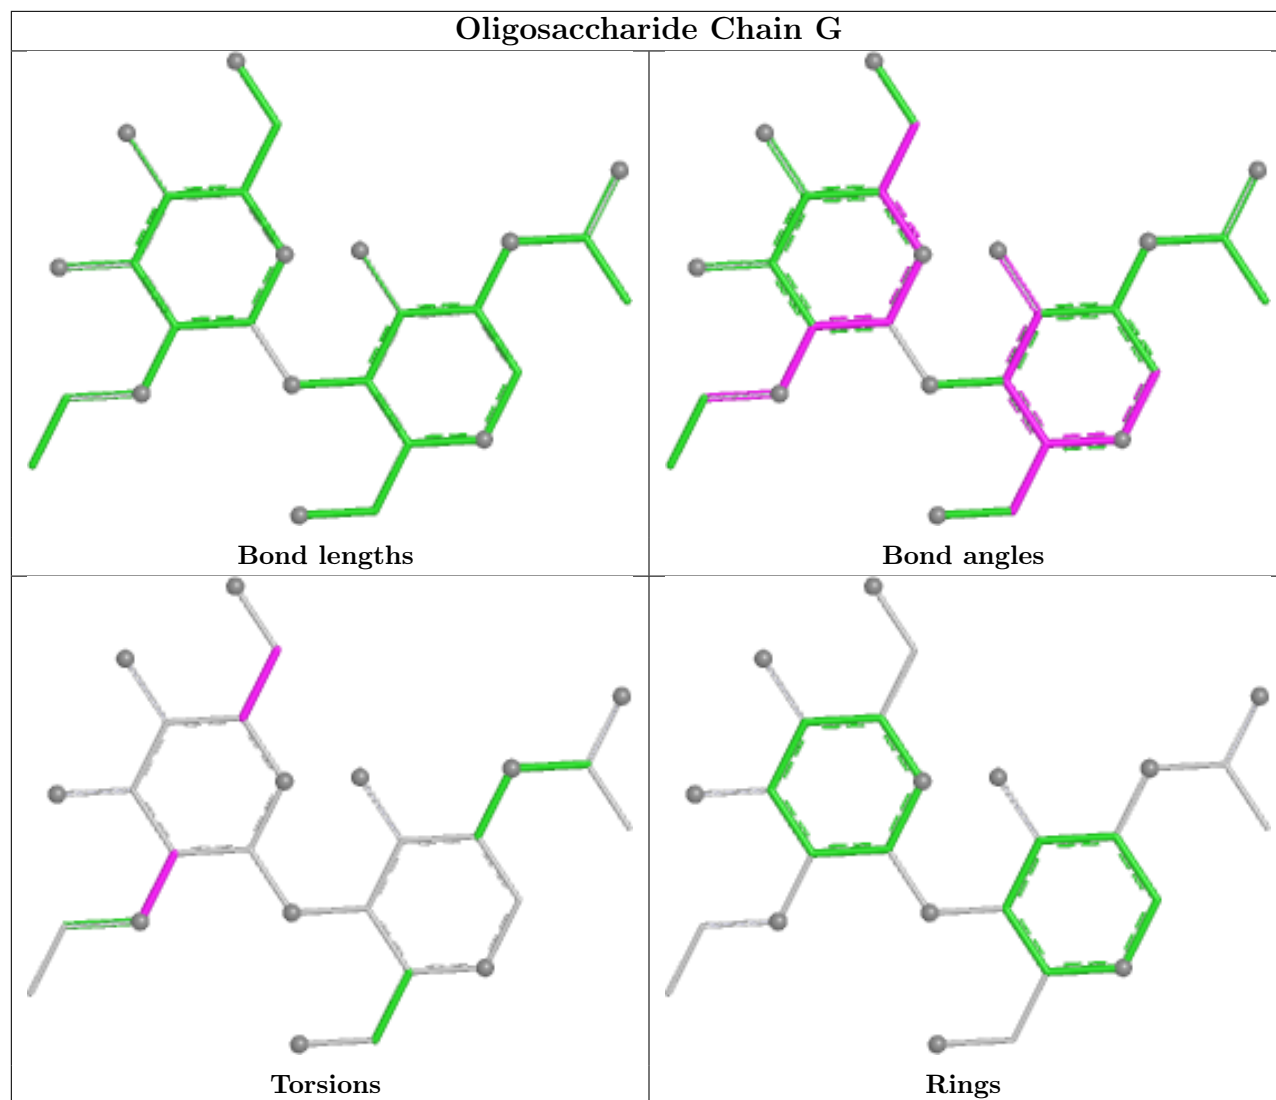 Oligosaccharide Chain G
Bond lengths
Bond angles
Torsions
Rings